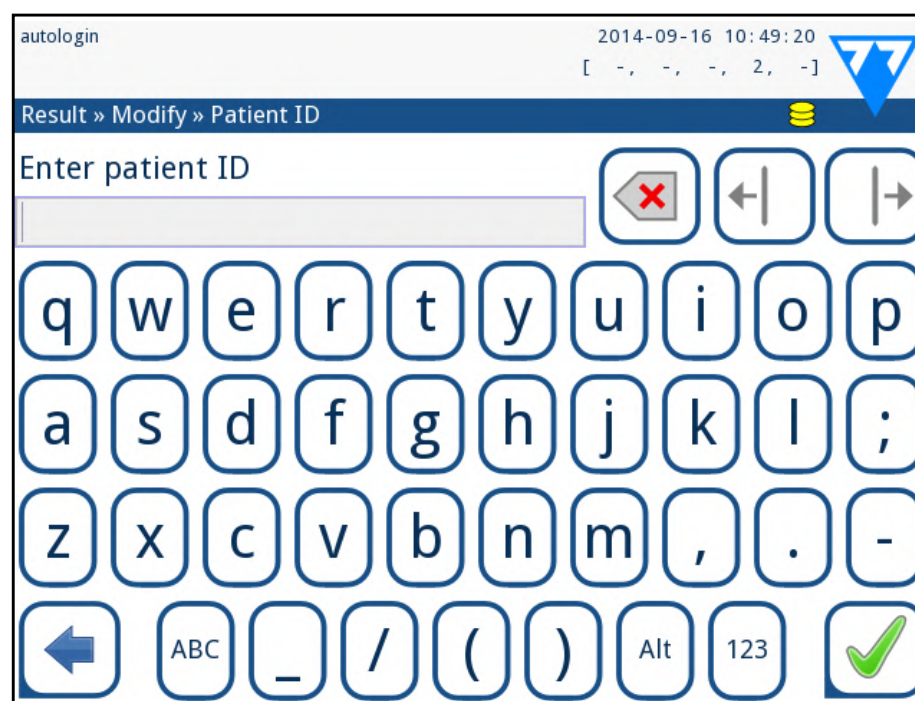 autologin
2014-09-16 10:49:20
[ -, -, -, 2, -]
Result » Modify » Patient ID
Enter patient ID
q w e r t y u i o p
a s d f g h j k l ;
z x c v b n m , . -
ABC _ / ( ) Alt 123